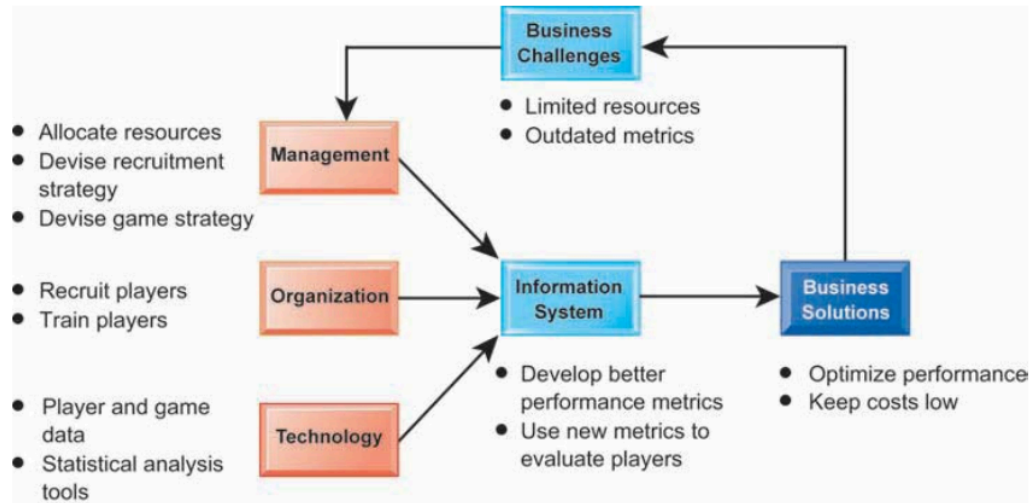 Business
Challenges
• Limited resources
• Outdated metrics
• Allocate resources
• Devise recruitment
strategy
• Devise game strategy
Management
• Recruit players
• Train players
Organization
Information
System
Business
Solutions
• Develop better
performance metrics
• Use new metrics to
evaluate players
• Optimize performance
• Keep costs low
• Player and game
data
• Statistical analysis
tools
Technology